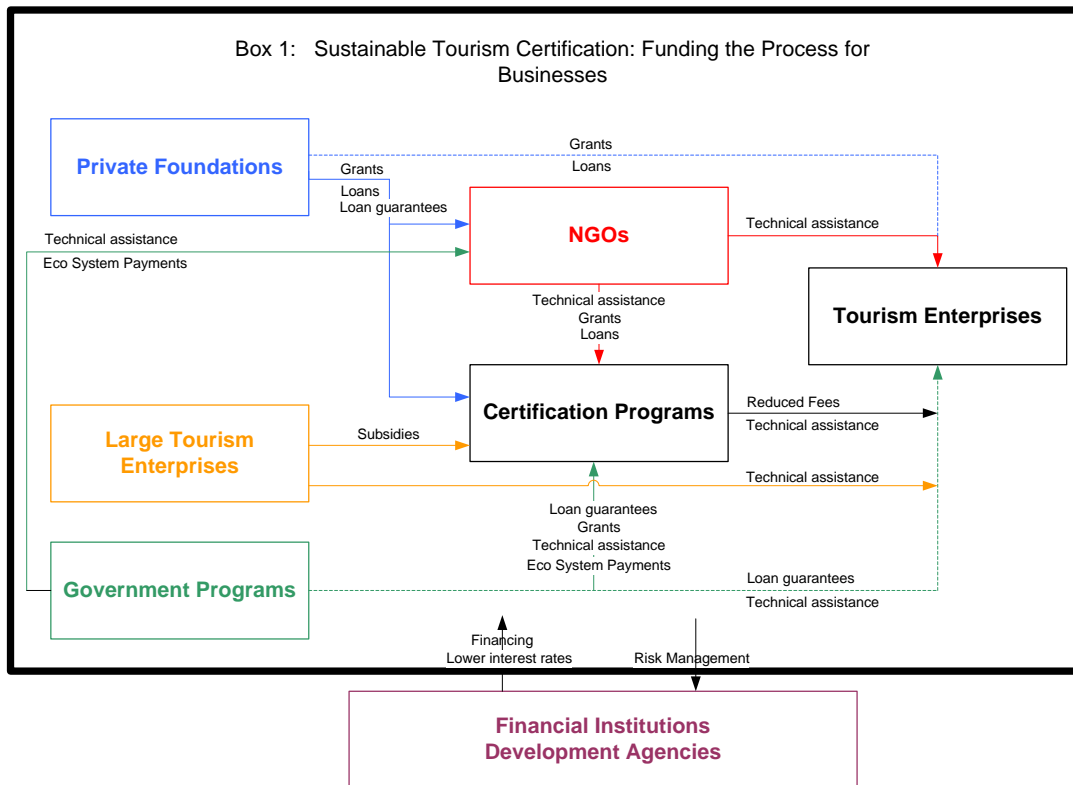 Box 1: Sustainable Tourism Certification: Funding the Process for
Businesses
Private Foundations
Grants
Loans
Grants
Loans
Loan guarantees
NGOs
Technical assistance
Technical assistance
Eco System Payments
Technical assistance
Grants
Loans
Tourism Enterprises
Certification Programs
Reduced Fees
Technical assistance
Large Tourism
Enterprises
Subsidies
Technical assistance
Loan guarantees
Grants
Technical assistance
Eco System Payments
Government Programs
Loan guarantees
Technical assistance
Financing
Lower interest rates
Risk Management
Financial Institutions
Development Agencies